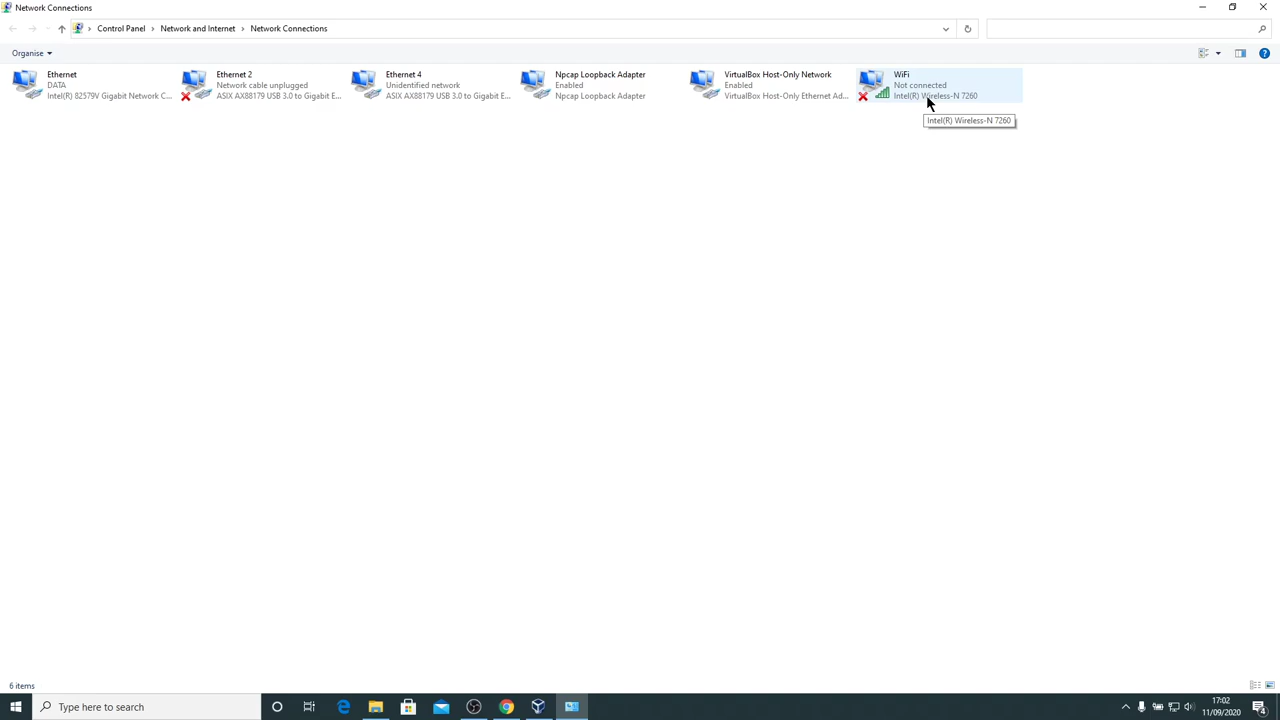 Network Connections
Control Panel > Network and Internet > Network Connections
Organise
Ethernet
DATA
Intel(R) 82579V Gigabit Network C...
Ethernet 2
Network cable unplugged
ASIX AX88179 USB 3.0 to Gigabit E...
Ethernet 4
Unidentified network
ASIX AX88179 USB 3.0 to Gigabit E...
Npcap Loopback Adapter
Enabled
Npcap Loopback Adapter
VirtualBox Host-Only Network
Enabled
VirtualBox Host-Only Ethernet Ad...
WiFi
Not connected
Intel(R) Wireless-N 7260
Intel(R) Wireless-N 7260
6 items
Type here to search
17:02
11/09/2020
4